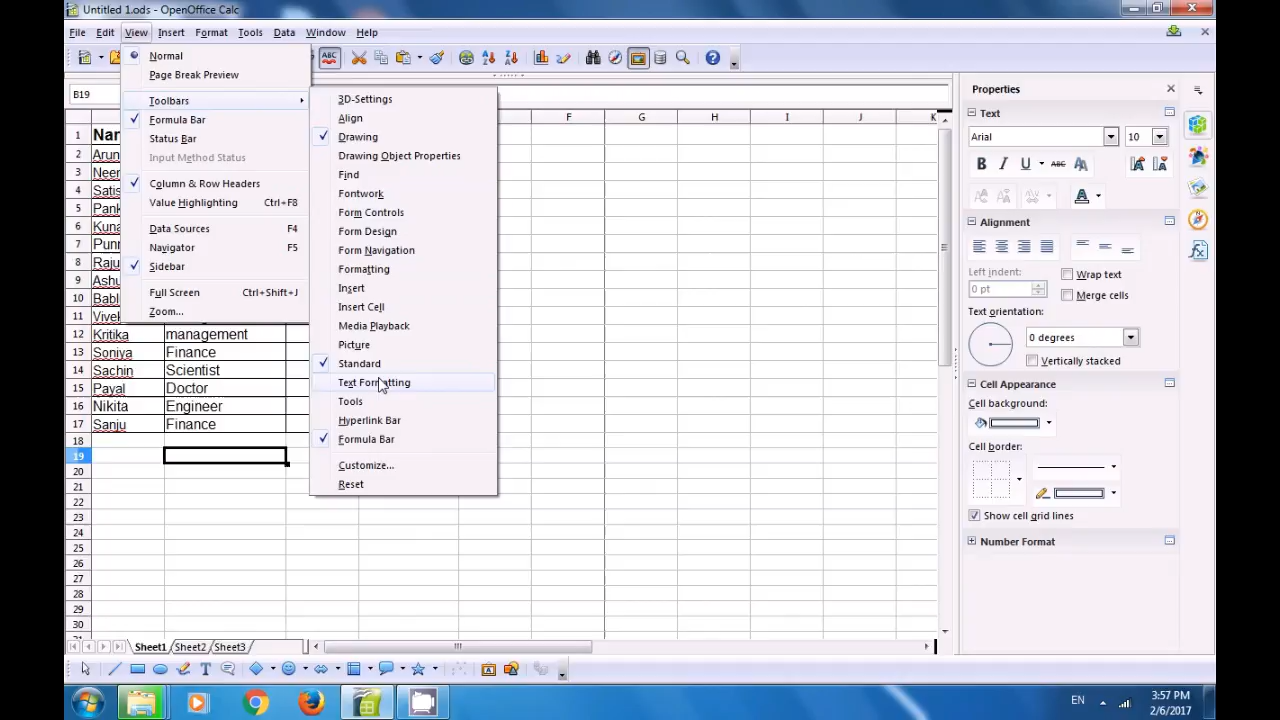 Untitled 1.ods - OpenOffice Calc
File Edit View Insert Format Tools Data Window Help
Normal
Page Break Preview
Toolbars
Formula Bar
Status Bar
Input Method Status
Column & Row Headers
Value Highlighting Ctrl+F8
Data Sources F4
Navigator F5
Sidebar
Full Screen Ctrl+Shift+J
Zoom...
3D-Settings
Align
Drawing
Drawing Object Properties
Find
Fontwork
Form Controls
Form Design
Form Navigation
Formatting
Insert
Insert Cell
Media Playback
Picture
Standard
Text Formatting
Tools
Hyperlink Bar
Formula Bar
Customize...
Reset
ABC
B19
F G H I J K
1 Nar
2 Arun
3 Neer
4 Satis
5 Pank
6 Kuna
7 Punr
8 Raju
9 Ashu
10 Babl
11 Vivek
12 Kritika management
13 Soniya Finance
14 Sachin Scientist
15 Payal Doctor
16 Nikita Engineer
17 Sanju Finance
18
19
20
21
22
23
24
25
26
27
28
29
30
Sheet1 Sheet2 Sheet3
Properties
Text
Arial 10
B I U ABC
Alignment
Left indent:
0 pt
Wrap text
Merge cells
Text orientation:
0 degrees
Vertically stacked
Cell Appearance
Cell background:
Cell border:
Show cell grid lines
Number Format
EN
3:57 PM
2/6/2017